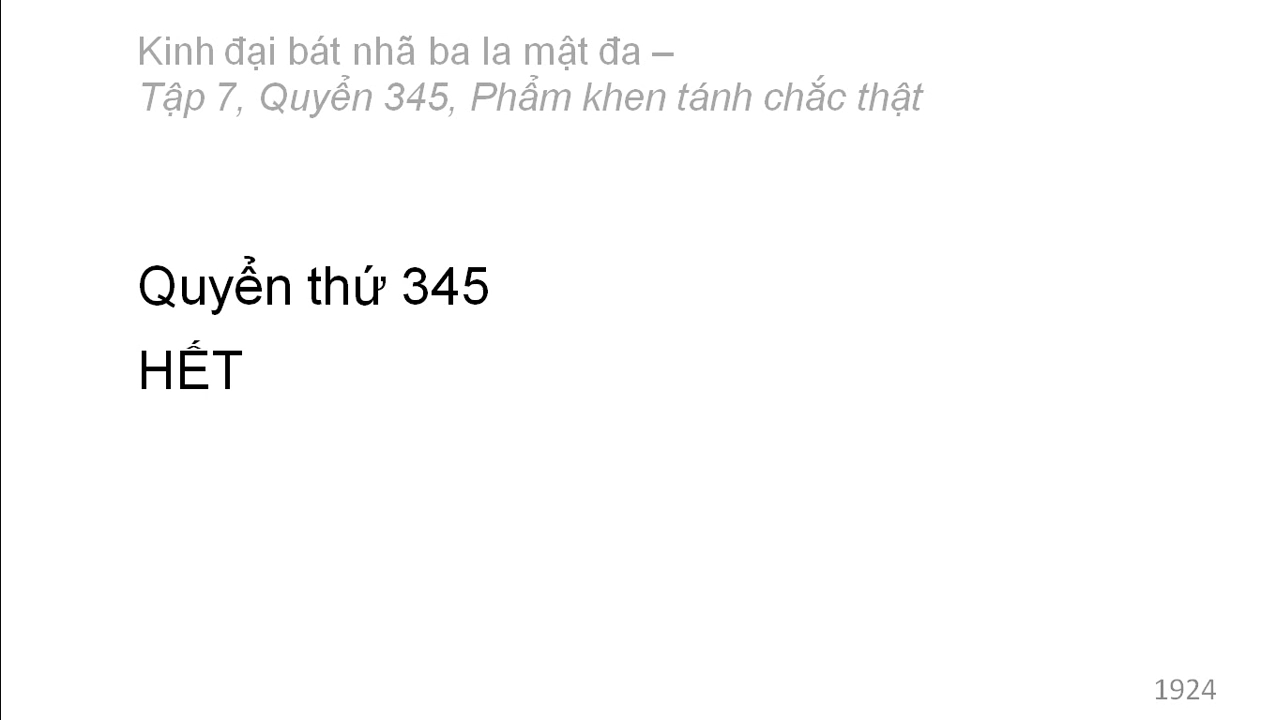 Kinh đại bát nhã ba la mật đa –
Tập 7, Quyển 345, Phẩm khen tánh chắc thật
Quyển thứ 345
HẾT
1924